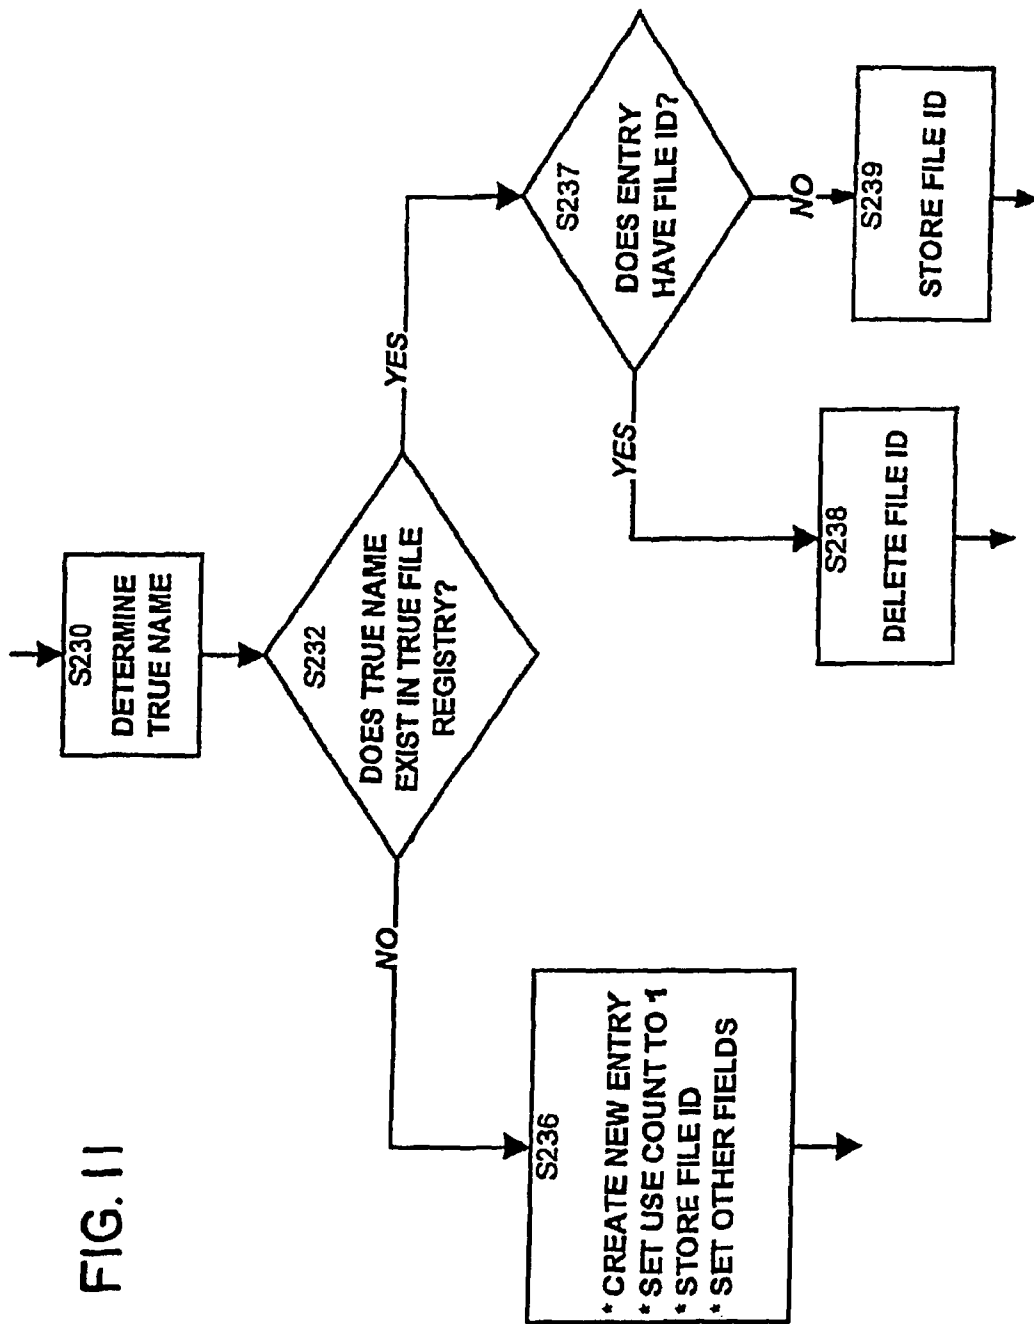 FIG. 11
S230
DETERMINE
TRUE NAME
S232
DOES TRUE NAME
EXIST IN TRUE FILE
REGISTRY?
NO
YES
S236
* CREATE NEW ENTRY
* SET USE COUNT TO 1
* STORE FILE ID
* SET OTHER FIELDS
S237
DOES ENTRY
HAVE FILE ID?
YES
NO
S238
DELETE FILE ID
S239
STORE FILE ID